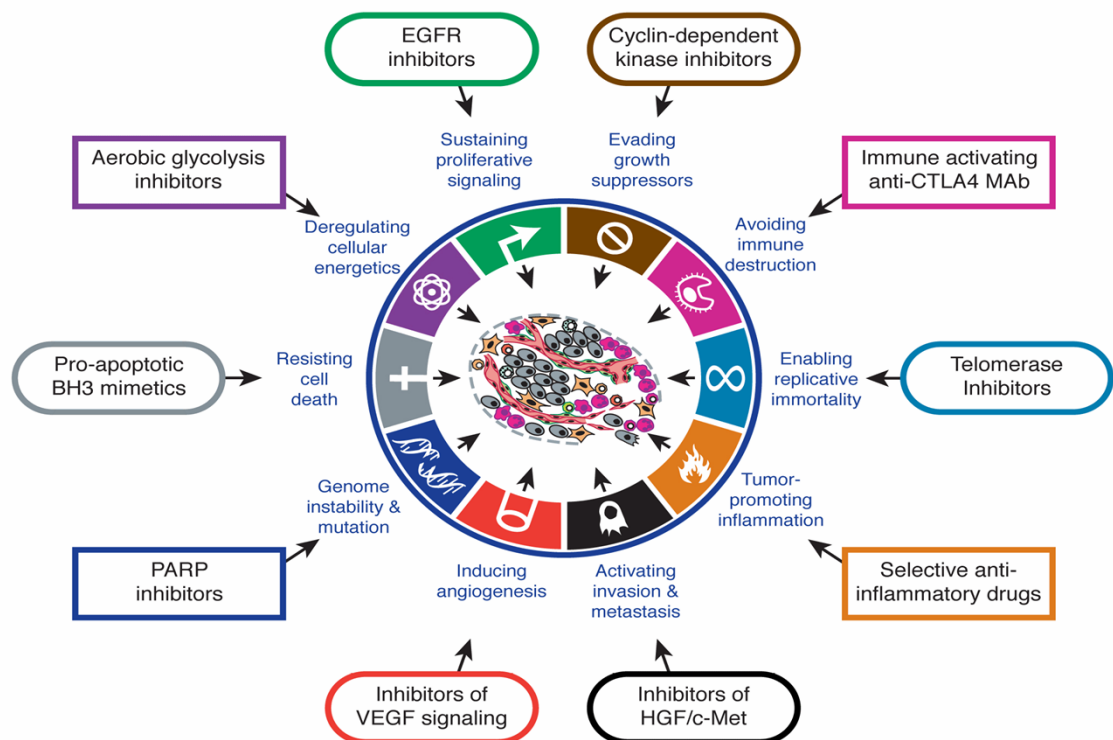 EGFR
inhibitors
Cyclin-dependent
kinase inhibitors
Aerobic glycolysis
inhibitors
Sustaining
proliferative
signaling
Evading
growth
suppressors
Immune activating
anti-CTLA4 MAb
Deregulating
cellular
energetics
Avoiding
immune
destruction
Pro-apoptotic
BH3 mimetics
Resisting
cell
death
Enabling
replicative
immortality
Telomerase
Inhibitors
Genome
instability &
mutation
Tumor-
promoting
inflammation
PARP
inhibitors
Inducing
angiogenesis
Activating
invasion &
metastasis
Selective anti-
inflammatory drugs
Inhibitors of
VEGF signaling
Inhibitors of
HGF/c-Met